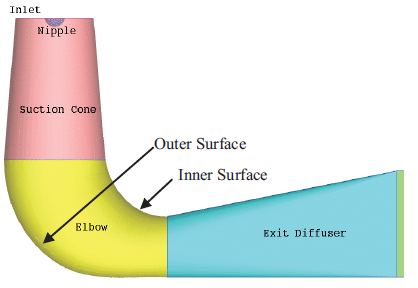 Inlet
Nipple
Suction Cone
Outer Surface
Inner Surface
Elbow
Exit Diffuser